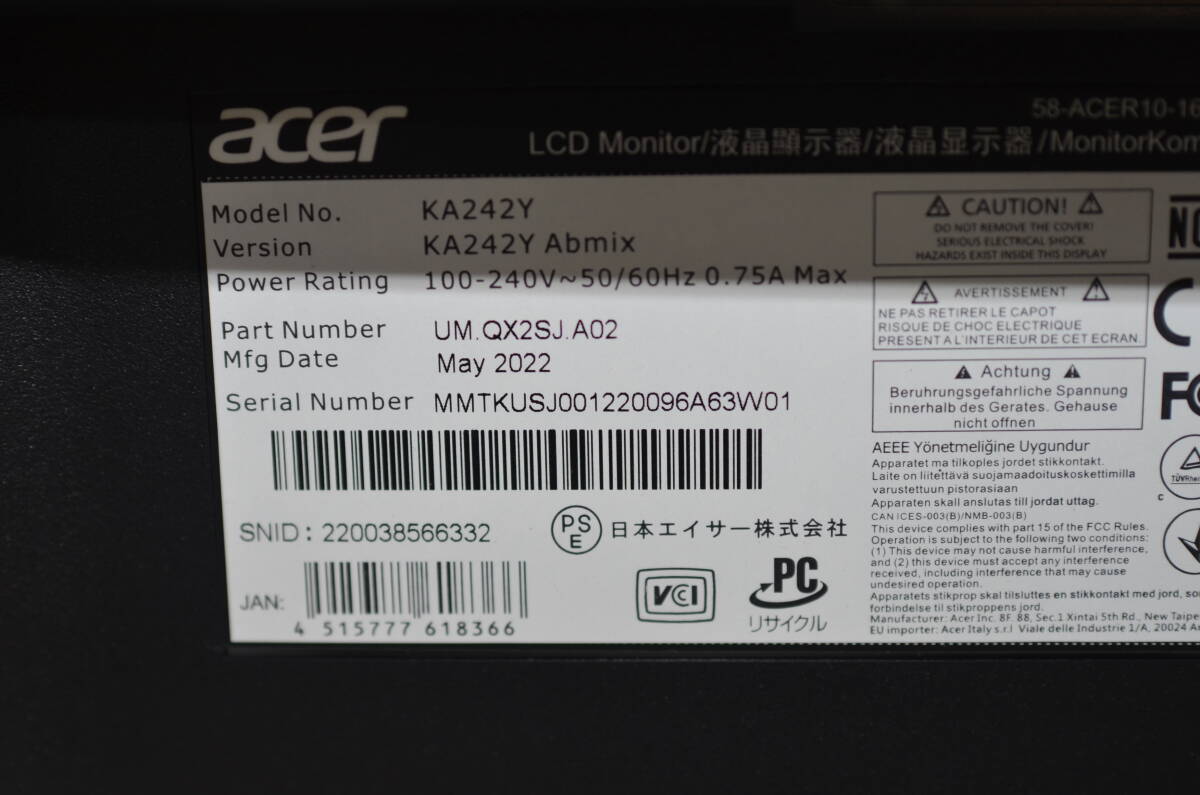 acer
58-ACER10-16
LCD Monitor/液晶顯示器/液晶显示器/MonitorKom
Model No. KA242Y
Version KA242Y Abmix
Power Rating 100-240V~50/60Hz 0.75A Max
Part Number UM.QX2SJ.A02
Mfg Date May 2022
Serial Number MMTKUSJ001220096A63W01
SNID : 220038566332
PSE 日本エイサー株式会社
JAN:
4 515777 618366
VCCI
PC
リサイクル
CAUTION!
DO NOT REMOVE THE COVER!
SERIOUS ELECTRICAL SHOCK
HAZARDS EXIST INSIDE THIS DISPLAY
AVERTISSEMENT
NE PAS RETIRER LE CAPOT
RISQUE DE CHOC ELECTRIQUE
PRESENT A L'INTERIEUR DE CET ECRAN.
Achtung
Beruhrungsgefahrliche Spannung
innerhalb des Gerates. Gehause
nicht offnen
AEEE Yönetmeliğine Uygundur
Apparatet ma tilkoples jordet stikkontakt.
Laite on liitettävä suojamaadoituskoskettimilla
varustettuun pistorasiaan
Apparaten skall anslutas till jordat uttag.
CAN ICES-003(B)/NMB-003(B)
This device complies with part 15 of the FCC Rules.
Operation is subject to the following two conditions:
(1) This device may not cause harmful interference,
and (2) this device must accept any interference
received, including interference that may cause
undesired operation.
Apparatets stikprop skal tilsluttes en stikkontakt med jord, so
forbindelse til stikproppens jord.
Manufacturer: Acer Inc. 8F. 88, Sec.1 Xintai 5th Rd., New Taipe
EU importer: Acer Italy s.r.l Viale delle Industrie 1/A, 20024 A
NO
CE
FC
TÜVRhei
C